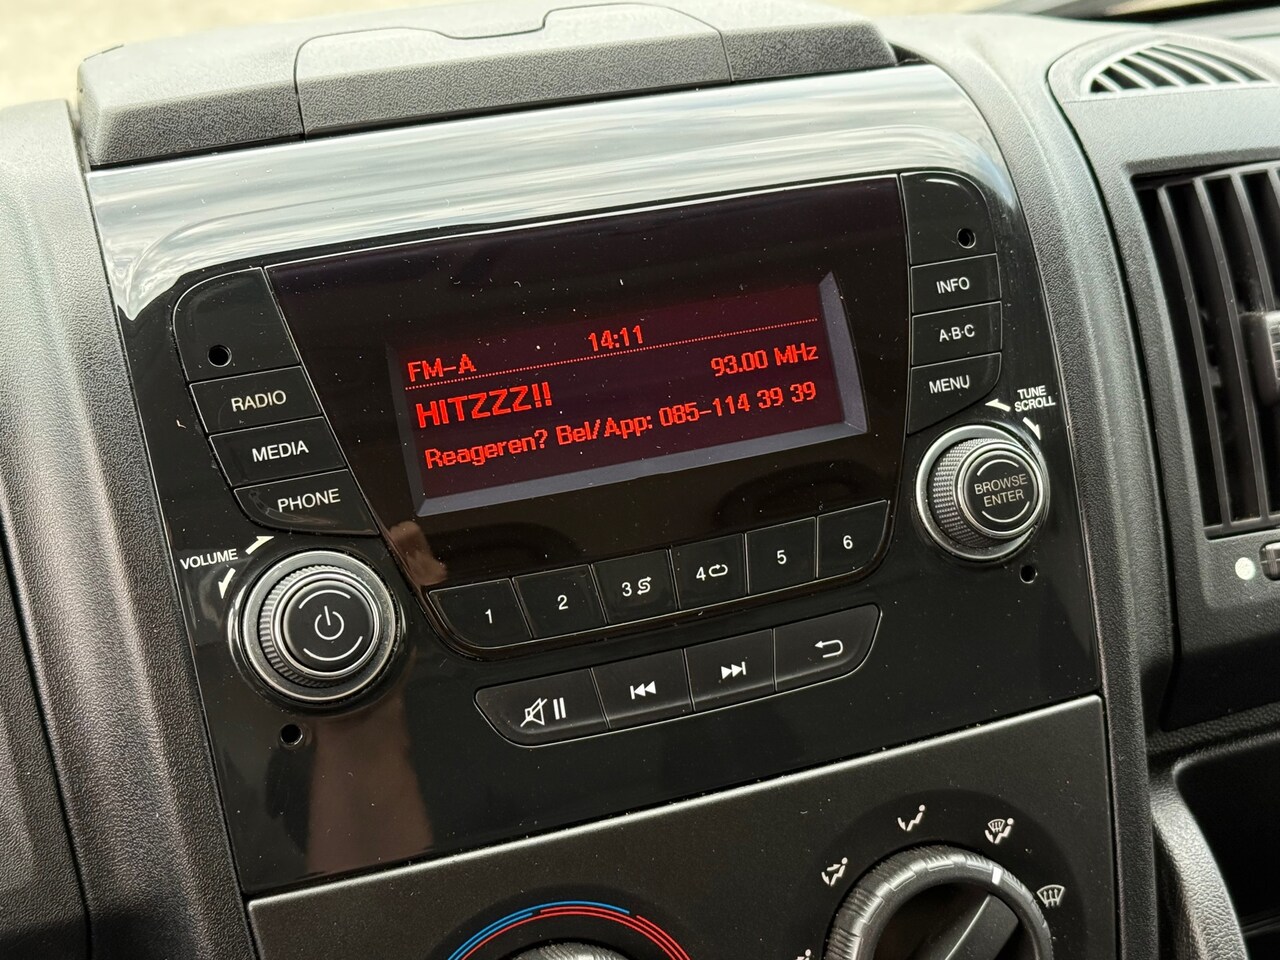 14:11
FM-A
93.00 MHz
HITZZZ!!
Reageren? Bel/App: 085-114 39 39
RADIO
MEDIA
PHONE
VOLUME
INFO
A·B·C
MENU
TUNE
SCROLL
BROWSE
ENTER
1
2
3
4
5
6